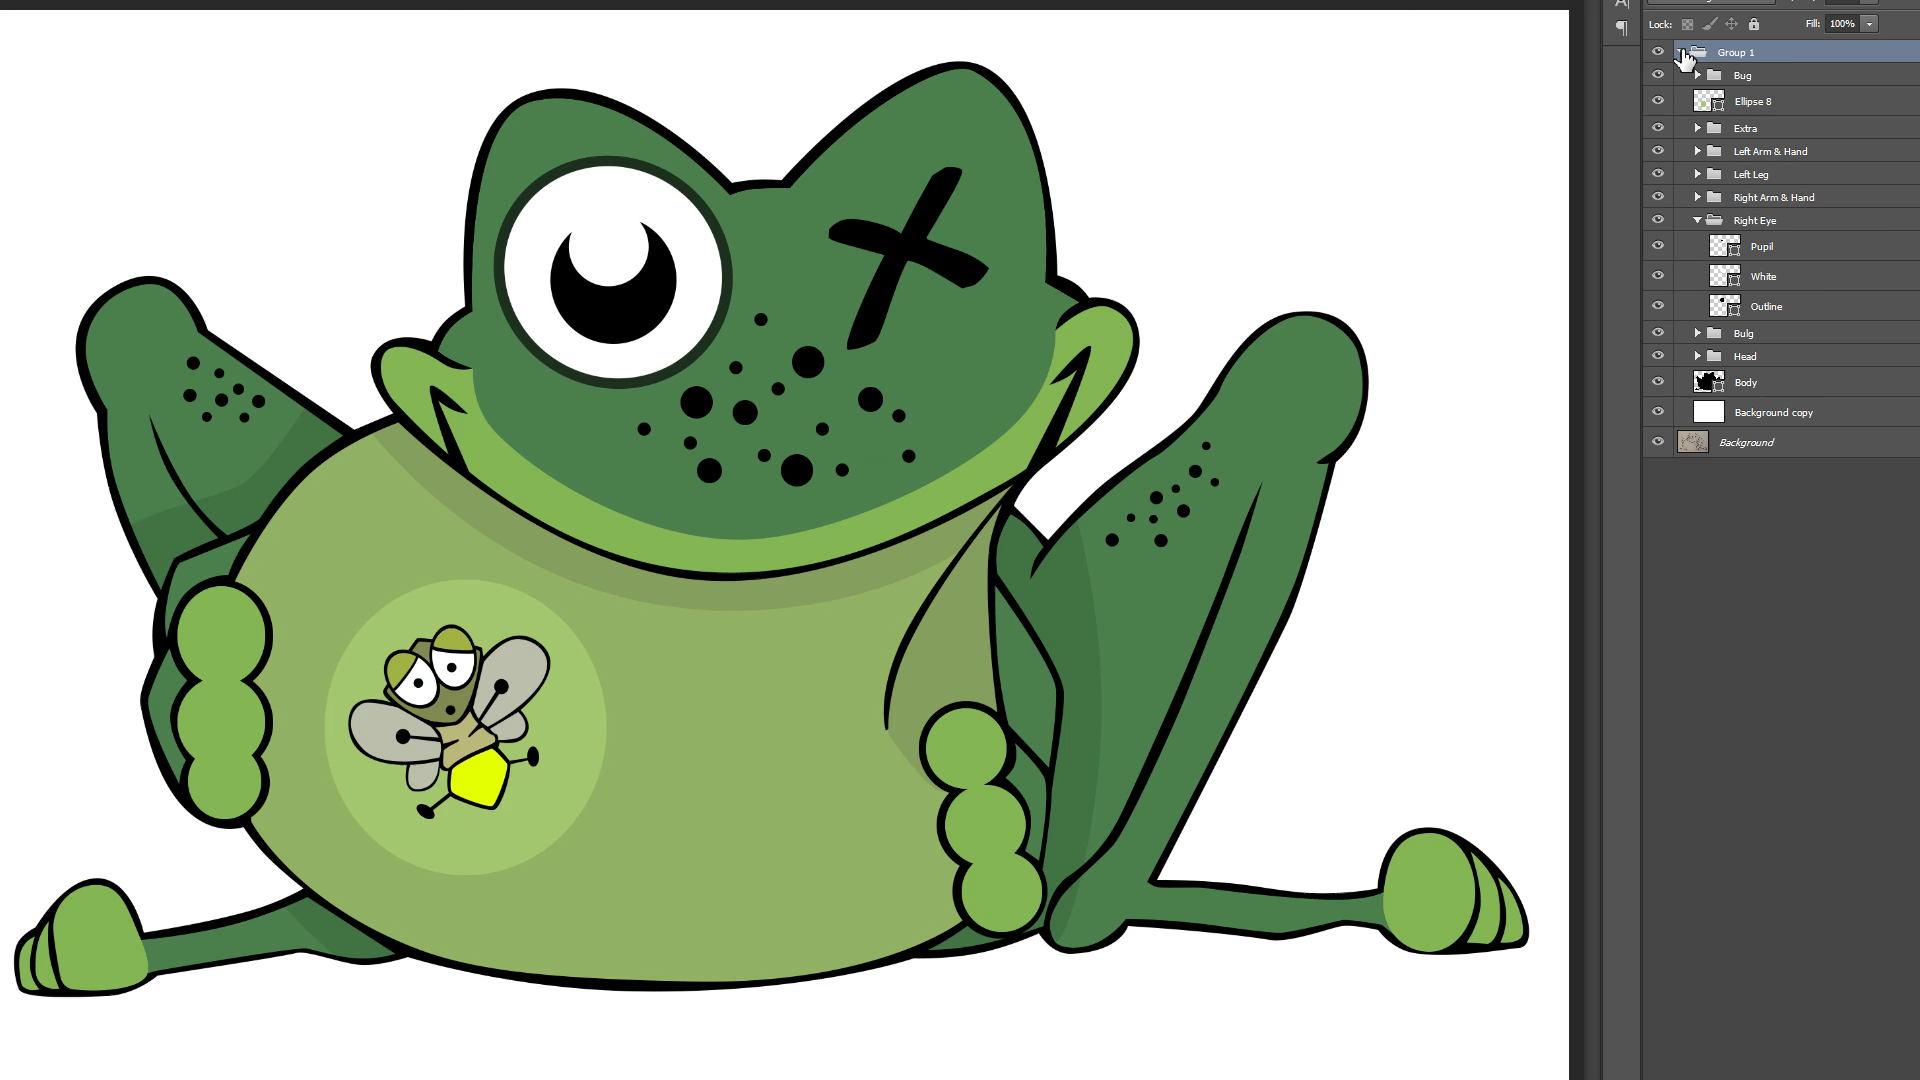 Lock:
Fill: 100%
Group 1
Bug
Ellipse 8
Extra
Left Arm & Hand
Left Leg
Right Arm & Hand
Right Eye
Pupil
White
Outline
Bulg
Head
Body
Background copy
Background